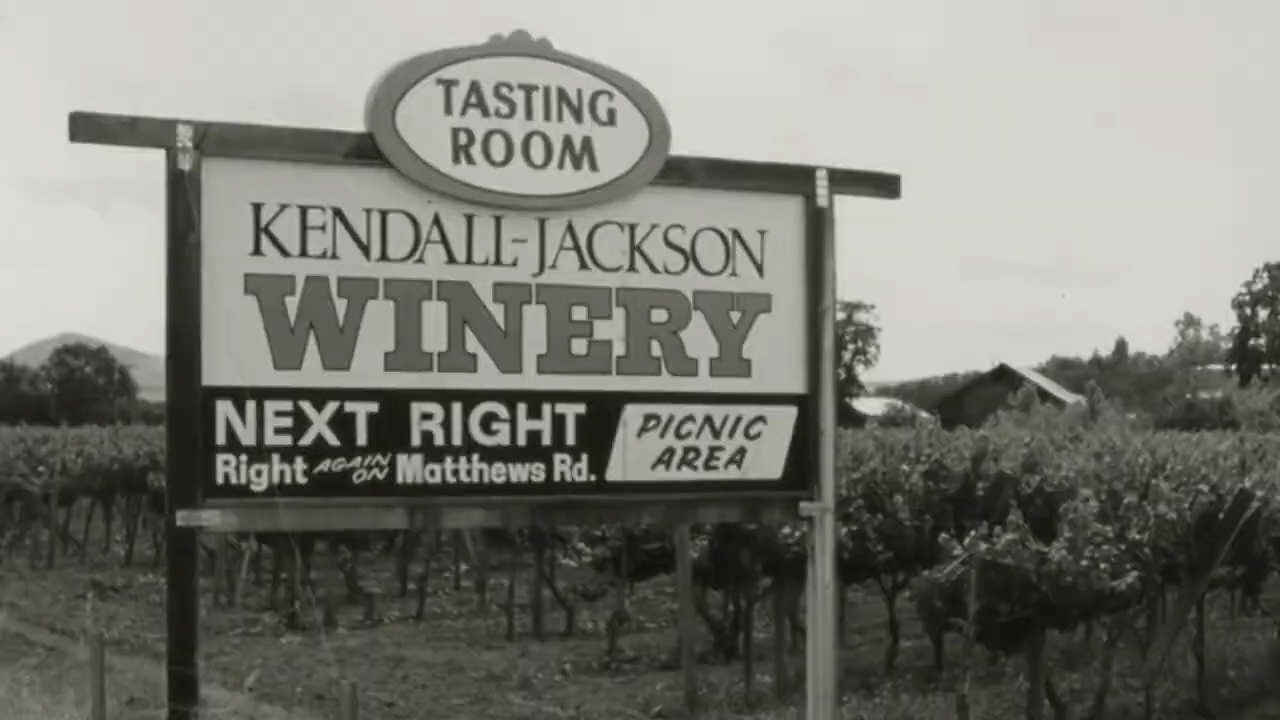 TASTING
ROOM
KENDALL-JACKSON
WINERY
NEXT RIGHT
Right AGAIN ON Matthews Rd.
PICNIC
AREA